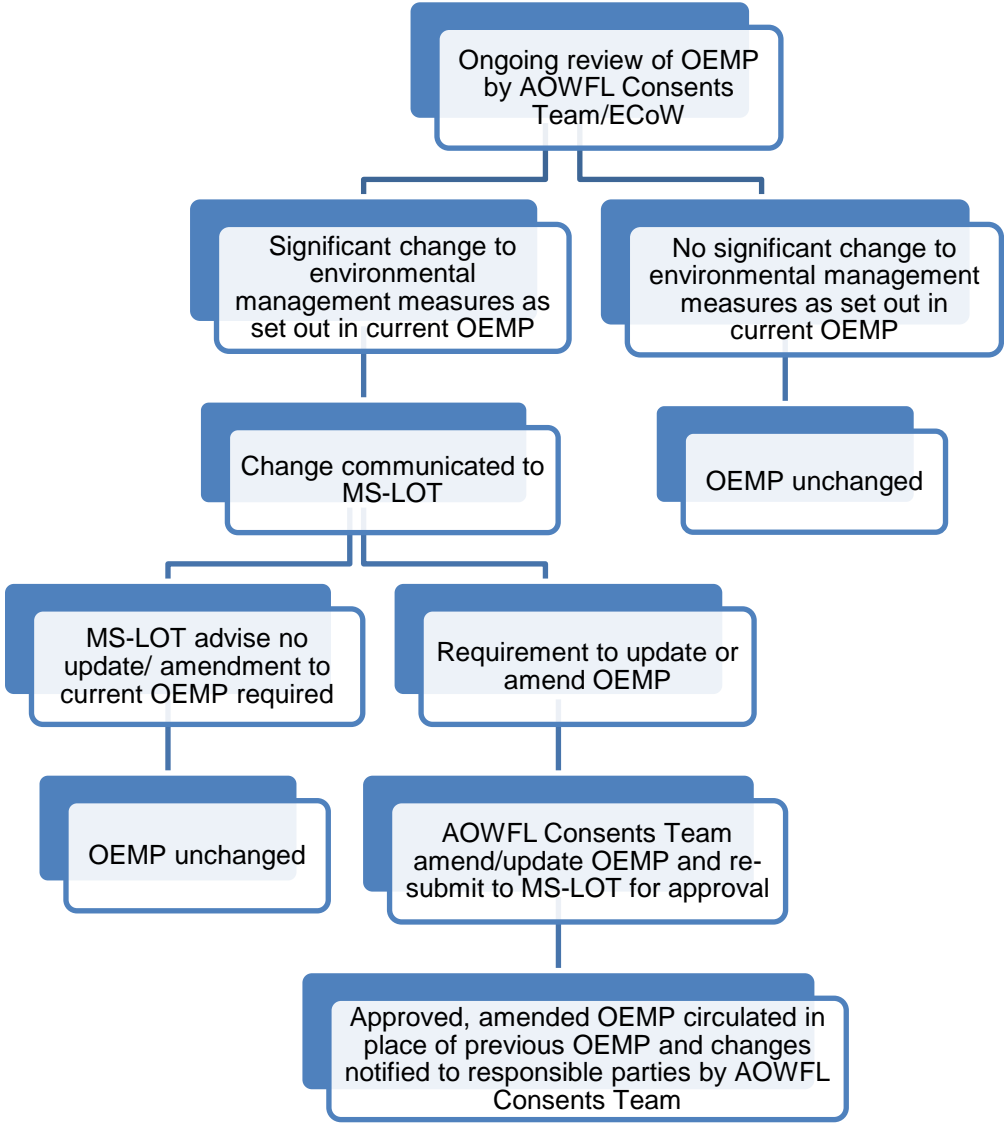 Ongoing review of OEMP
by AOWFL Consents
Team/ECoW
Significant change to
environmental
management measures as
set out in current OEMP
No significant change to
environmental management
measures as set out in
current OEMP
Change communicated to
MS-LOT
OEMP unchanged
MS-LOT advise no
update/ amendment to
current OEMP required
Requirement to update or
amend OEMP
OEMP unchanged
AOWFL Consents Team
amend/update OEMP and re-
submit to MS-LOT for approval
Approved, amended OEMP circulated in
place of previous OEMP and changes
notified to responsible parties by AOWFL
Consents Team